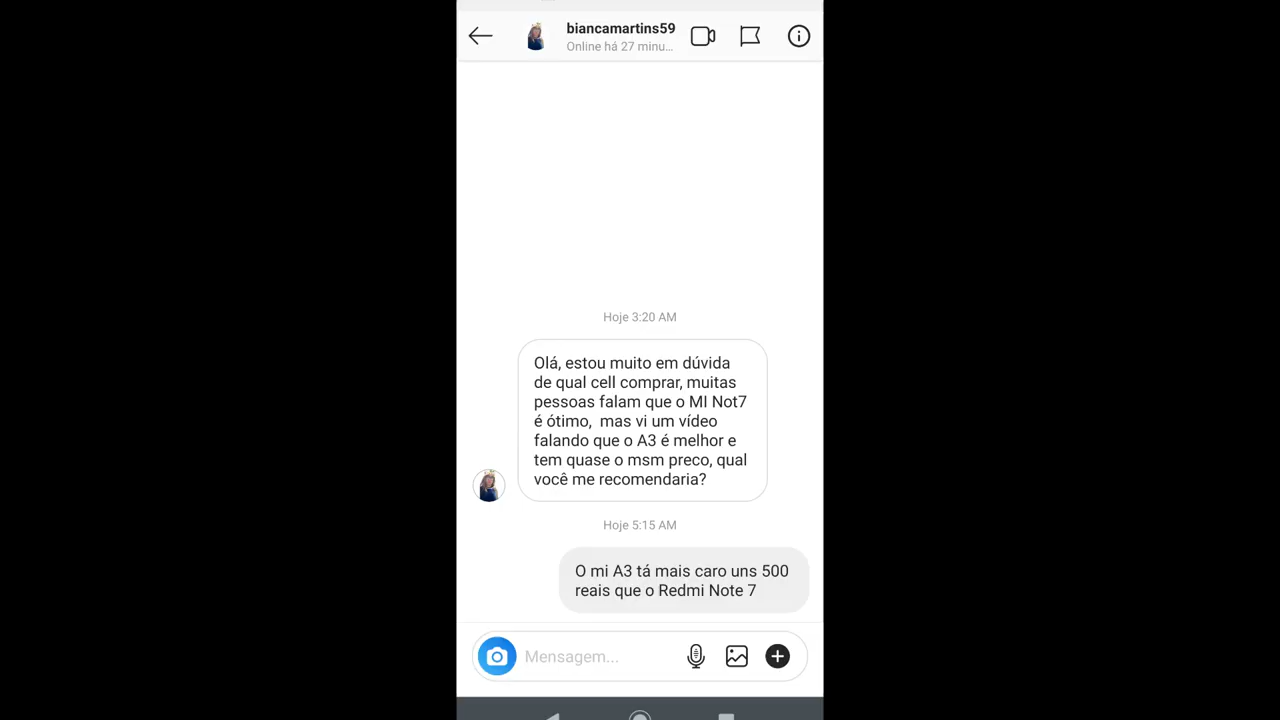 biancamartins59
Online há 27 minu...
Hoje 3:20 AM
Olá, estou muito em dúvida
de qual cell comprar, muitas
pessoas falam que o MI Not7
é ótimo,  mas vi um vídeo
falando que o A3 é melhor e
tem quase o msm preco, qual
você me recomendaria?
Hoje 5:15 AM
O mi A3 tá mais caro uns 500
reais que o Redmi Note 7
Mensagem...